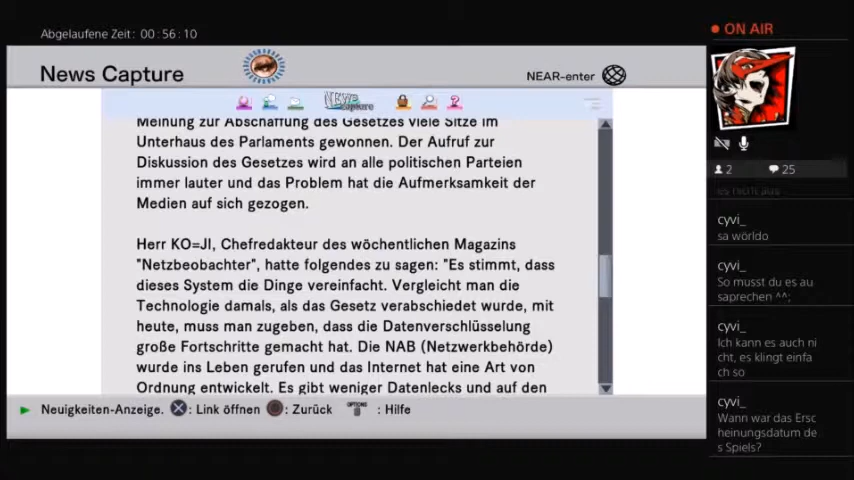 Abgelaufene Zeit: 00:56:10
ON AIR
News Capture
NEAR-enter
NEWS capture
Meinung zur Abschaffung des Gesetzes viele Sitze im
Unterhaus des Parlaments gewonnen. Der Aufruf zur
Diskussion des Gesetzes wird an alle politischen Parteien
immer lauter und das Problem hat die Aufmerksamkeit der
Medien auf sich gezogen.
Herr KO=JI, Chefredakteur des wöchentlichen Magazins
"Netzbeobachter", hatte folgendes zu sagen: "Es stimmt, dass
dieses System die Dinge vereinfacht. Vergleicht man die
Technologie damals, als das Gesetz verabschiedet wurde, mit
heute, muss man zugeben, dass die Datenverschlüsselung
große Fortschritte gemacht hat. Die NAB (Netzwerkbehörde)
wurde ins Leben gerufen und das Internet hat eine Art von
Ordnung entwickelt. Es gibt weniger Datenlecks und auf den
Neuigkeiten-Anzeige. : Link öffnen : Zurück OPTIONS : Hilfe
2 25
es nicht aus
cyvi_
sa wörldo
cyvi_
So musst du es au
saprechen ^^;
cyvi_
Ich kann es auch ni
cht, es klingt einfa
ch so
cyvi_
Wann war das Ersc
heinungsdatum de
s Spiels?